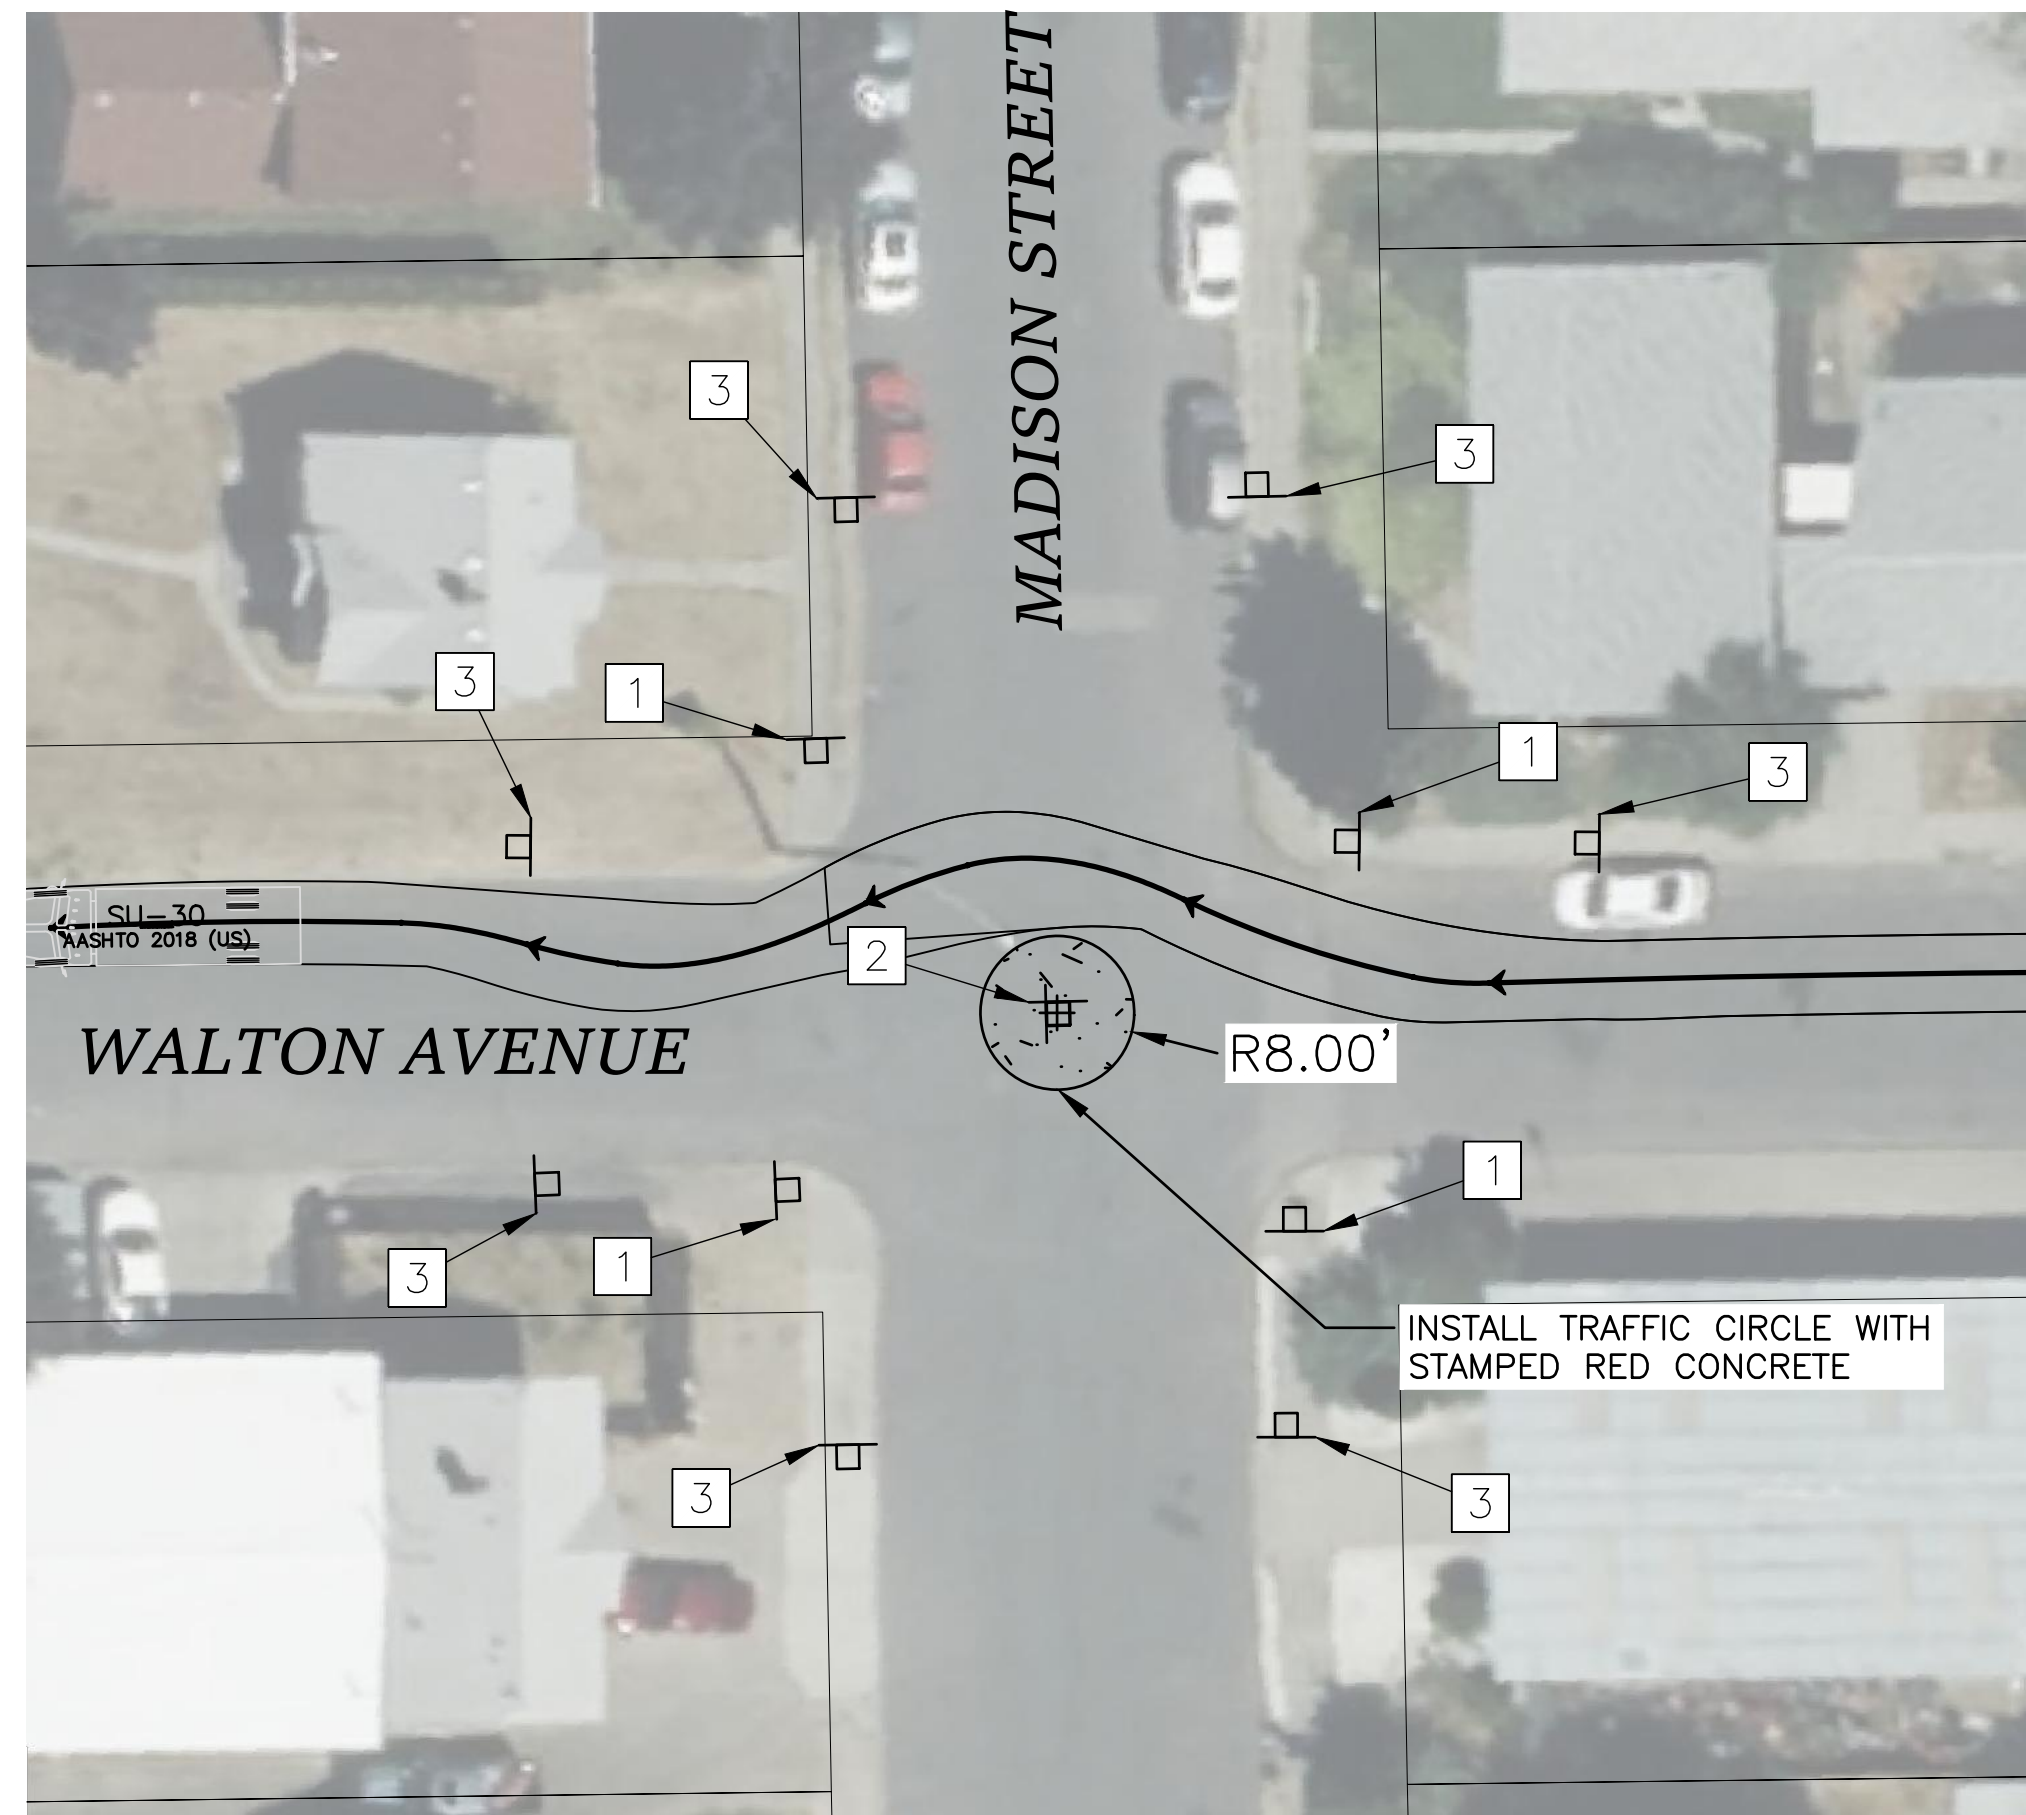 MADISON STREET
3
3
3
1
1
3
SU-30
AASHTO 2018 (US)
2
WALTON AVENUE
R8.00'
1
3
1
INSTALL TRAFFIC CIRCLE WITH
STAMPED RED CONCRETE
3
3